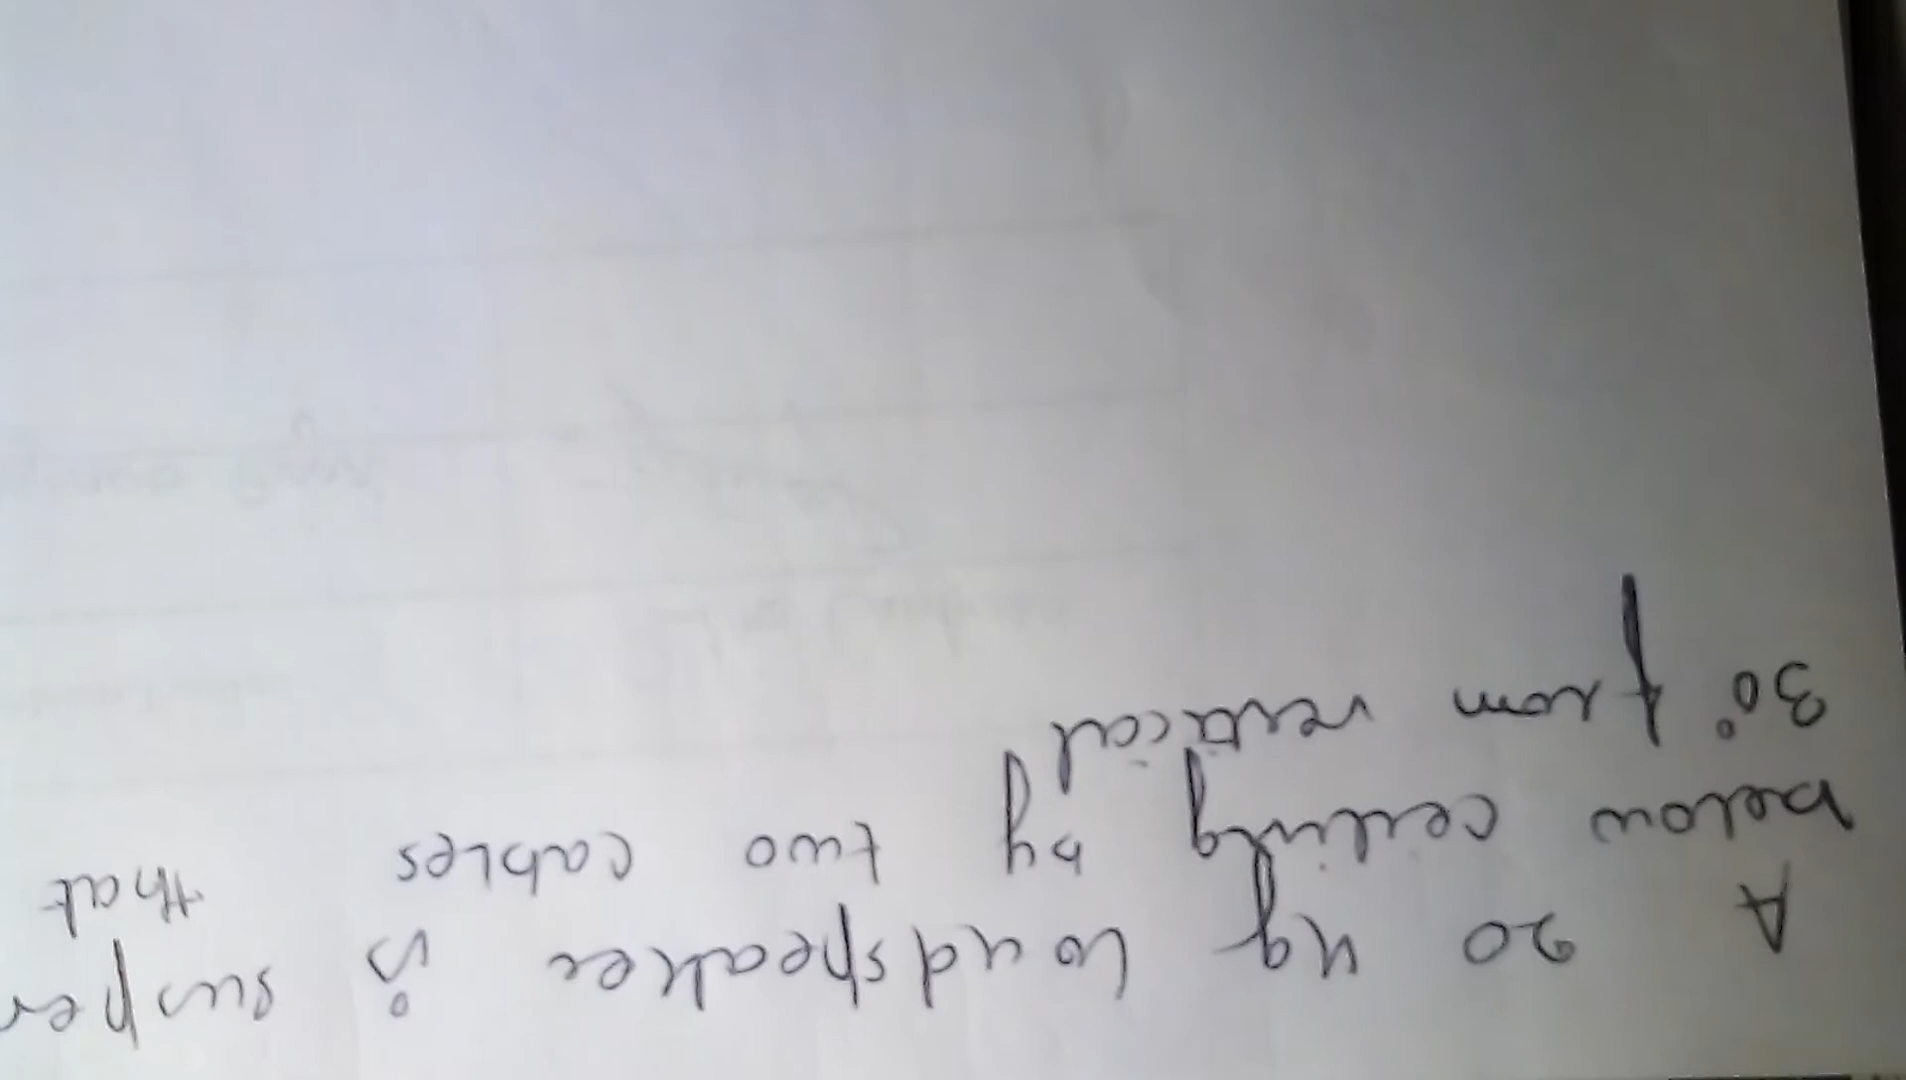 A 20 kg loudspeaker is suspen
below ceiling by two cables that
30° from vertical